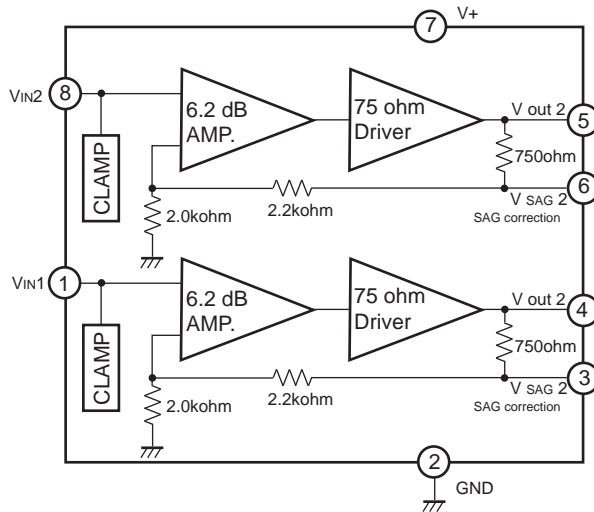 7
V+
VIN2
8
6.2 dB
AMP.
75 ohm
Driver
V out 2
5
CLAMP
750ohm
6
2.0kohm
2.2kohm
V SAG 2
SAG correction
VIN1
1
6.2 dB
AMP.
75 ohm
Driver
V out 2
4
CLAMP
750ohm
3
2.0kohm
2.2kohm
V SAG 2
SAG correction
2
GND